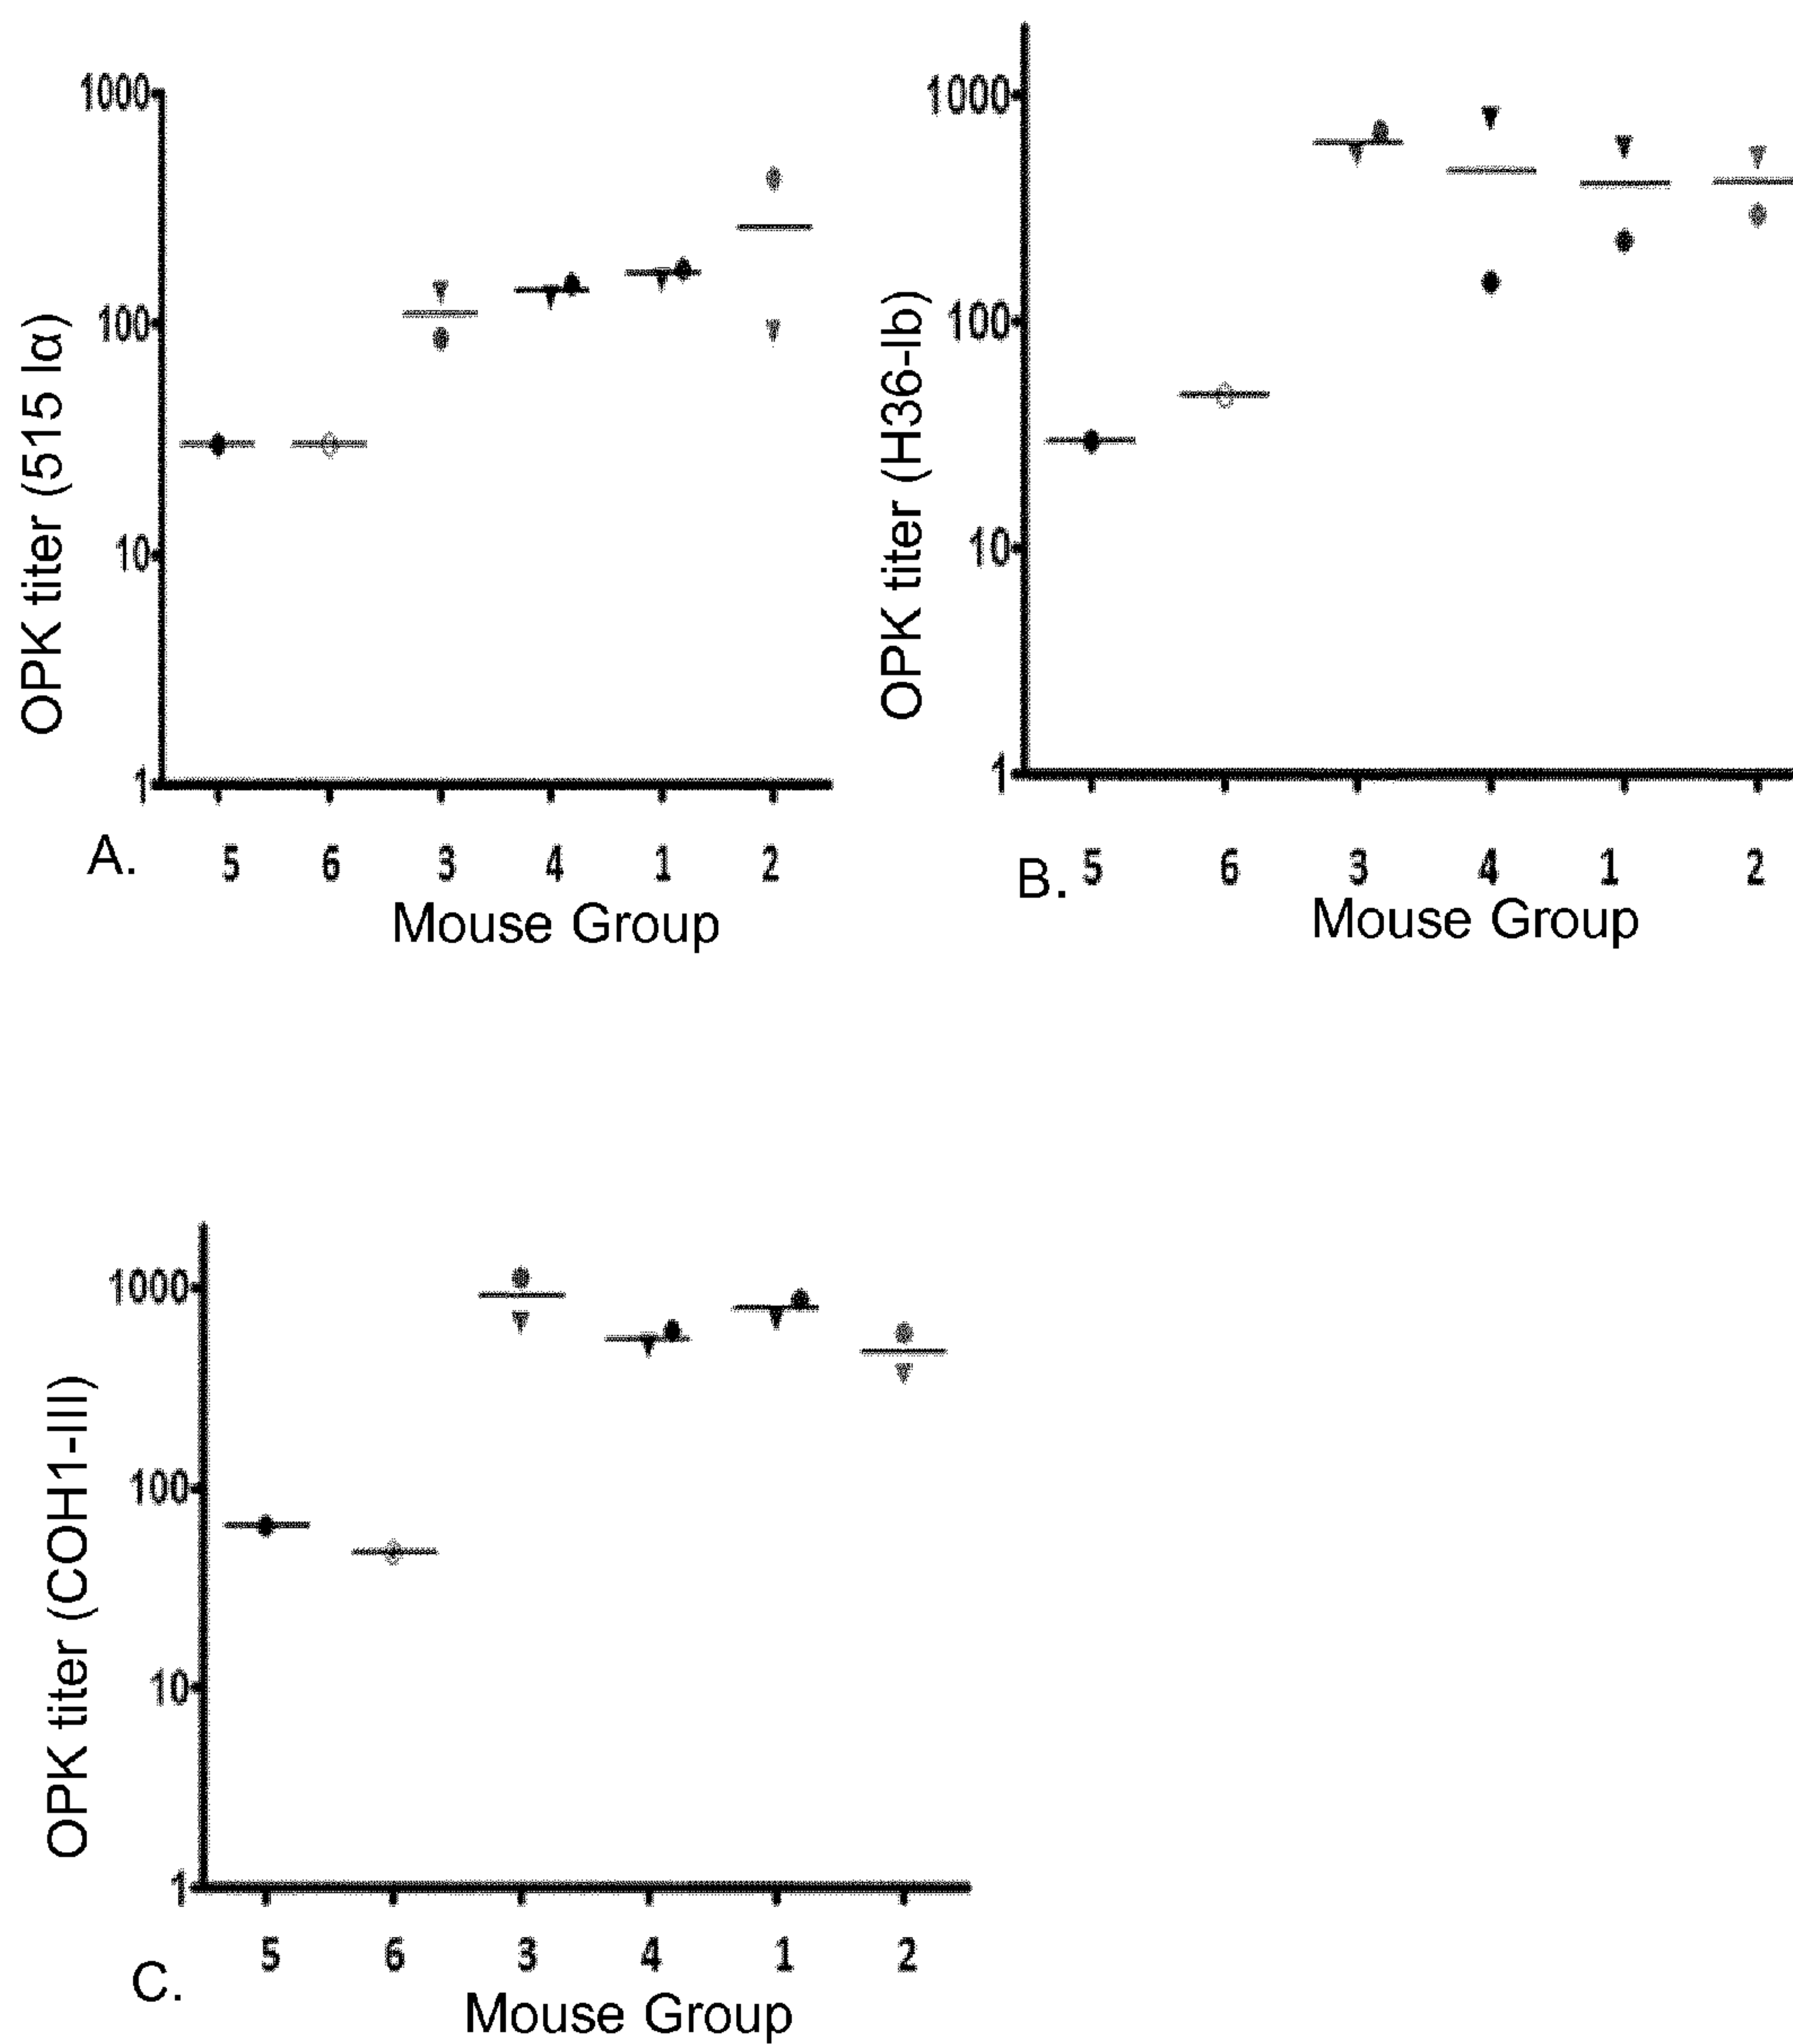 OPK titer (515 Iα)
1000
100
10
1
5 6 3 4 1 2
A.
Mouse Group
OPK titer (H36-Ib)
1000
100
10
1
5 6 3 4 1 2
B.
Mouse Group
OPK titer (COH1-III)
1000
100
10
1
5 6 3 4 1 2
C.
Mouse Group